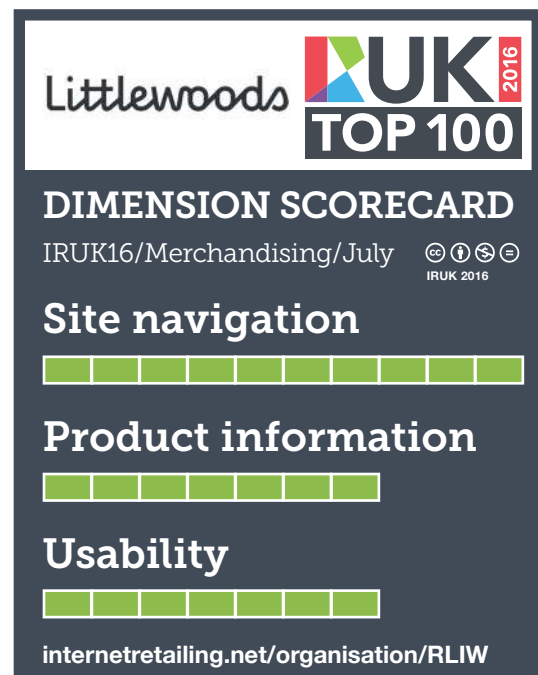 Littlewoods
IRUK 2016
TOP 100
DIMENSION SCORECARD
IRUK16/Merchandising/July
cc
IRUK 2016
Site navigation
Product information
Usability
internetretailing.net/organisation/RLIW